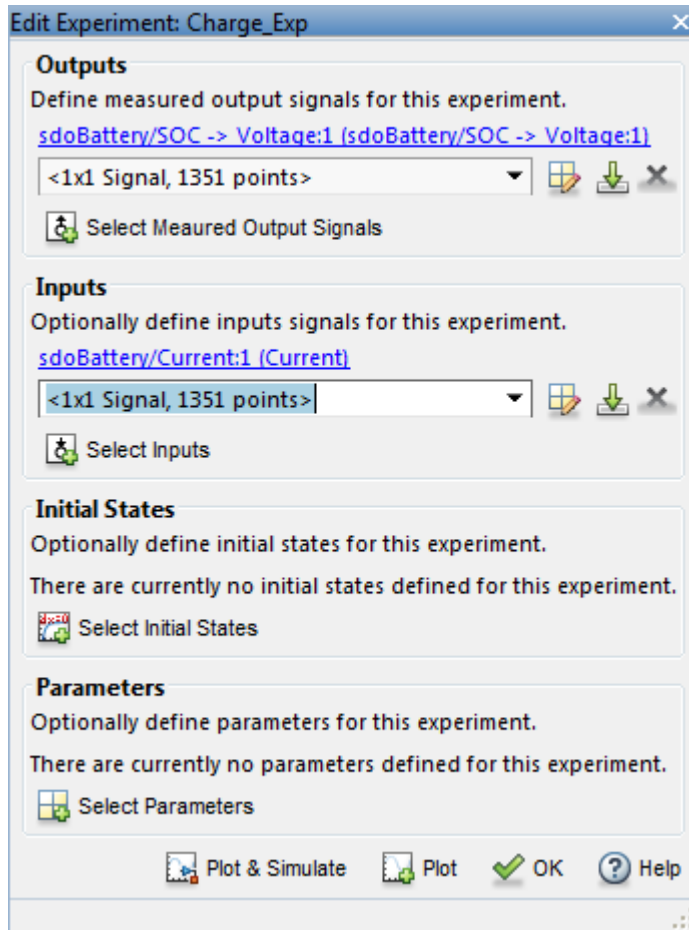 Edit Experiment: Charge_Exp
Outputs
Define measured output signals for this experiment.
sdoBattery/SOC -> Voltage:1 (sdoBattery/SOC -> Voltage:1)
<1x1 Signal, 1351 points>
Select Meaured Output Signals
Inputs
Optionally define inputs signals for this experiment.
sdoBattery/Current:1 (Current)
<1x1 Signal, 1351 points>
Select Inputs
Initial States
Optionally define initial states for this experiment.
There are currently no initial states defined for this experiment.
Select Initial States
Parameters
Optionally define parameters for this experiment.
There are currently no parameters defined for this experiment.
Select Parameters
Plot & Simulate Plot OK Help